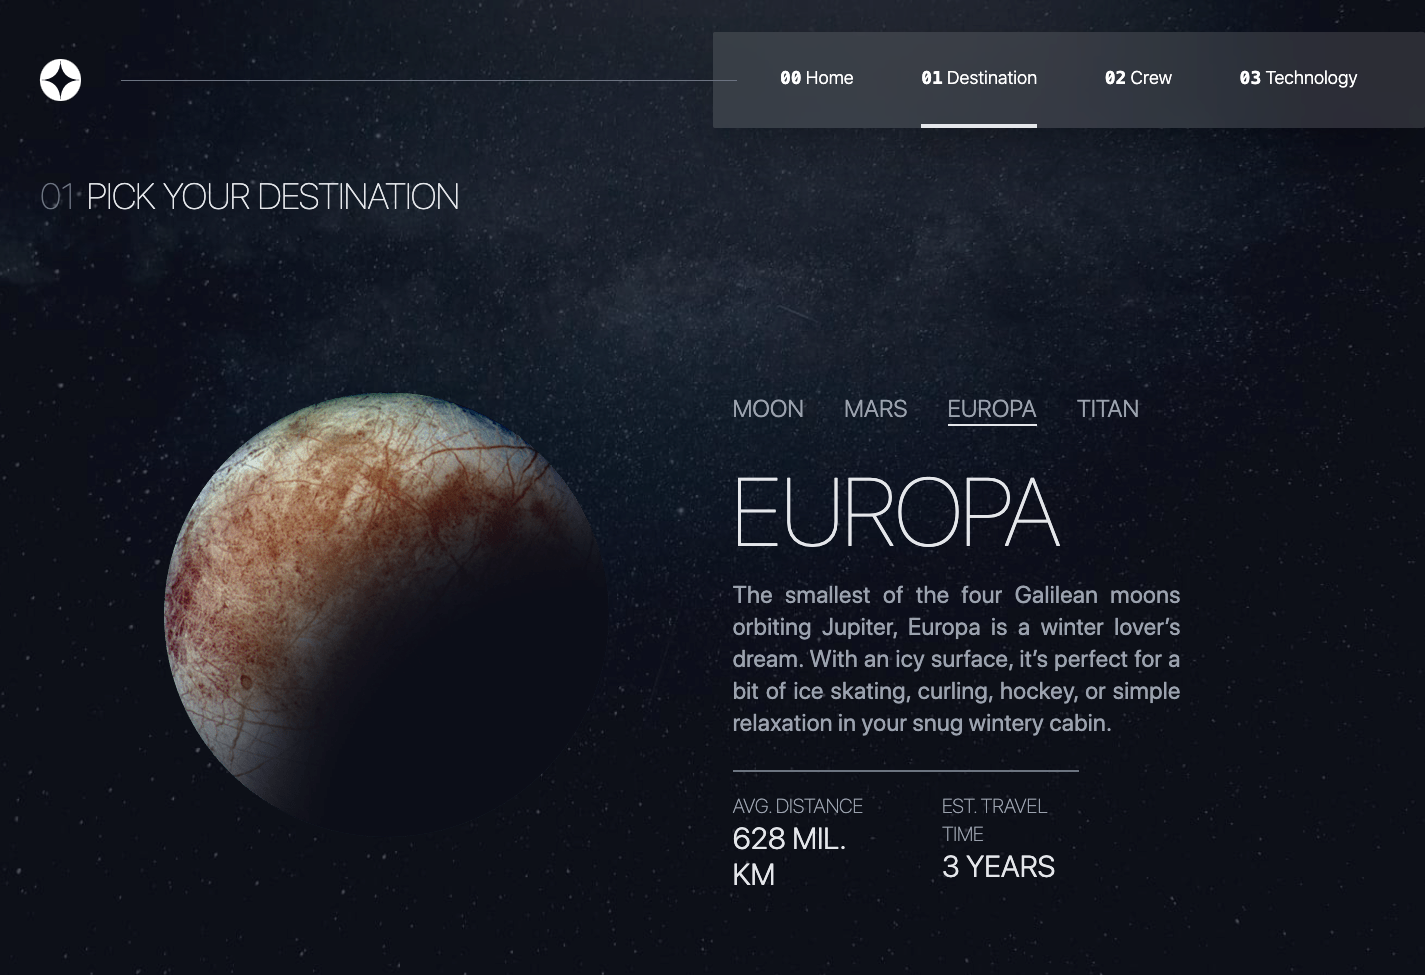 00 Home 01 Destination 02 Crew 03 Technology
01 PICK YOUR DESTINATION
MOON MARS EUROPA TITAN
EUROPA
The smallest of the four Galilean moons
orbiting Jupiter, Europa is a winter lover’s
dream. With an icy surface, it’s perfect for a
bit of ice skating, curling, hockey, or simple
relaxation in your snug wintery cabin.
AVG. DISTANCE
628 MIL.
KM
EST. TRAVEL
TIME
3 YEARS